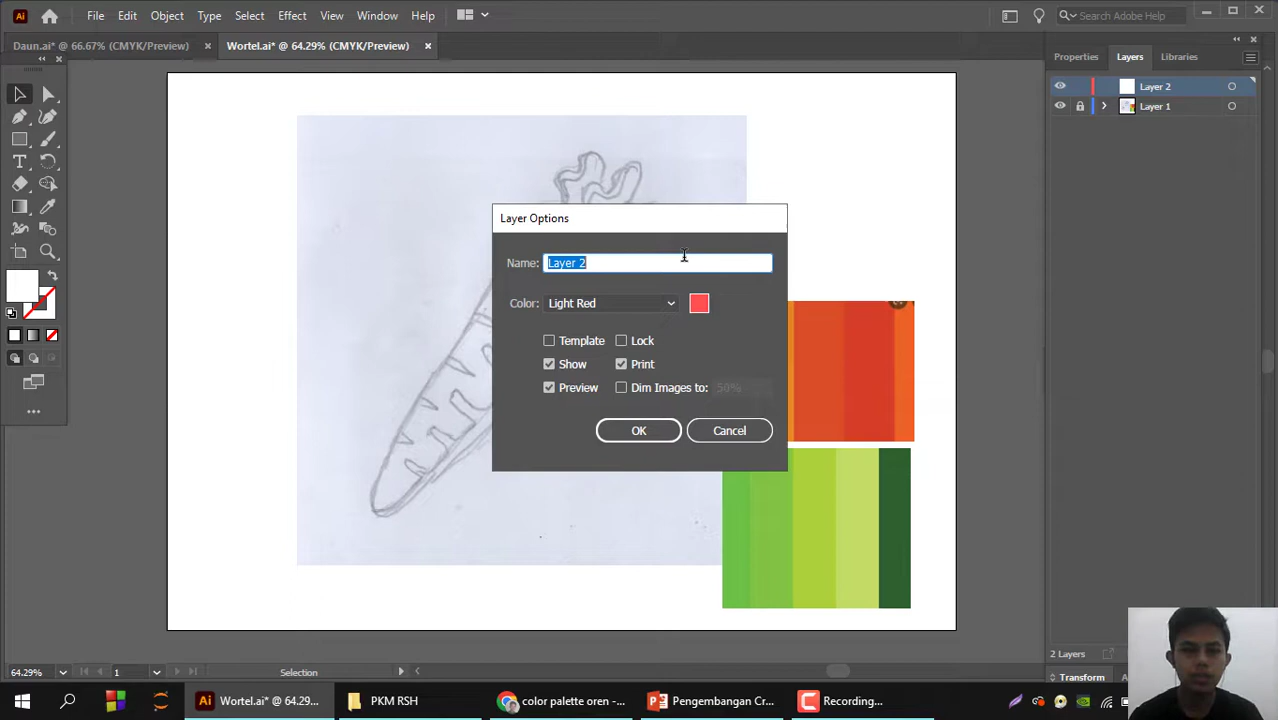 Ai File Edit Object Type Select Effect View Window Help Search Adobe Help
Daun.ai* @ 66.67% (CMYK/Preview) × Wortel.ai* @ 64.29% (CMYK/Preview) ×
Properties Layers Libraries
Layer 2
Layer 1
Layer Options
Name: Layer 2
Color: Light Red
Template Lock
Show Print
Preview Dim Images to: 50%
OK Cancel
64.29% 1 Selection
2 Layers
Transform
Ai Wortel.ai* @ 64.29... PKM RSH color palette oren -... Pengembangan Cr... Recording...